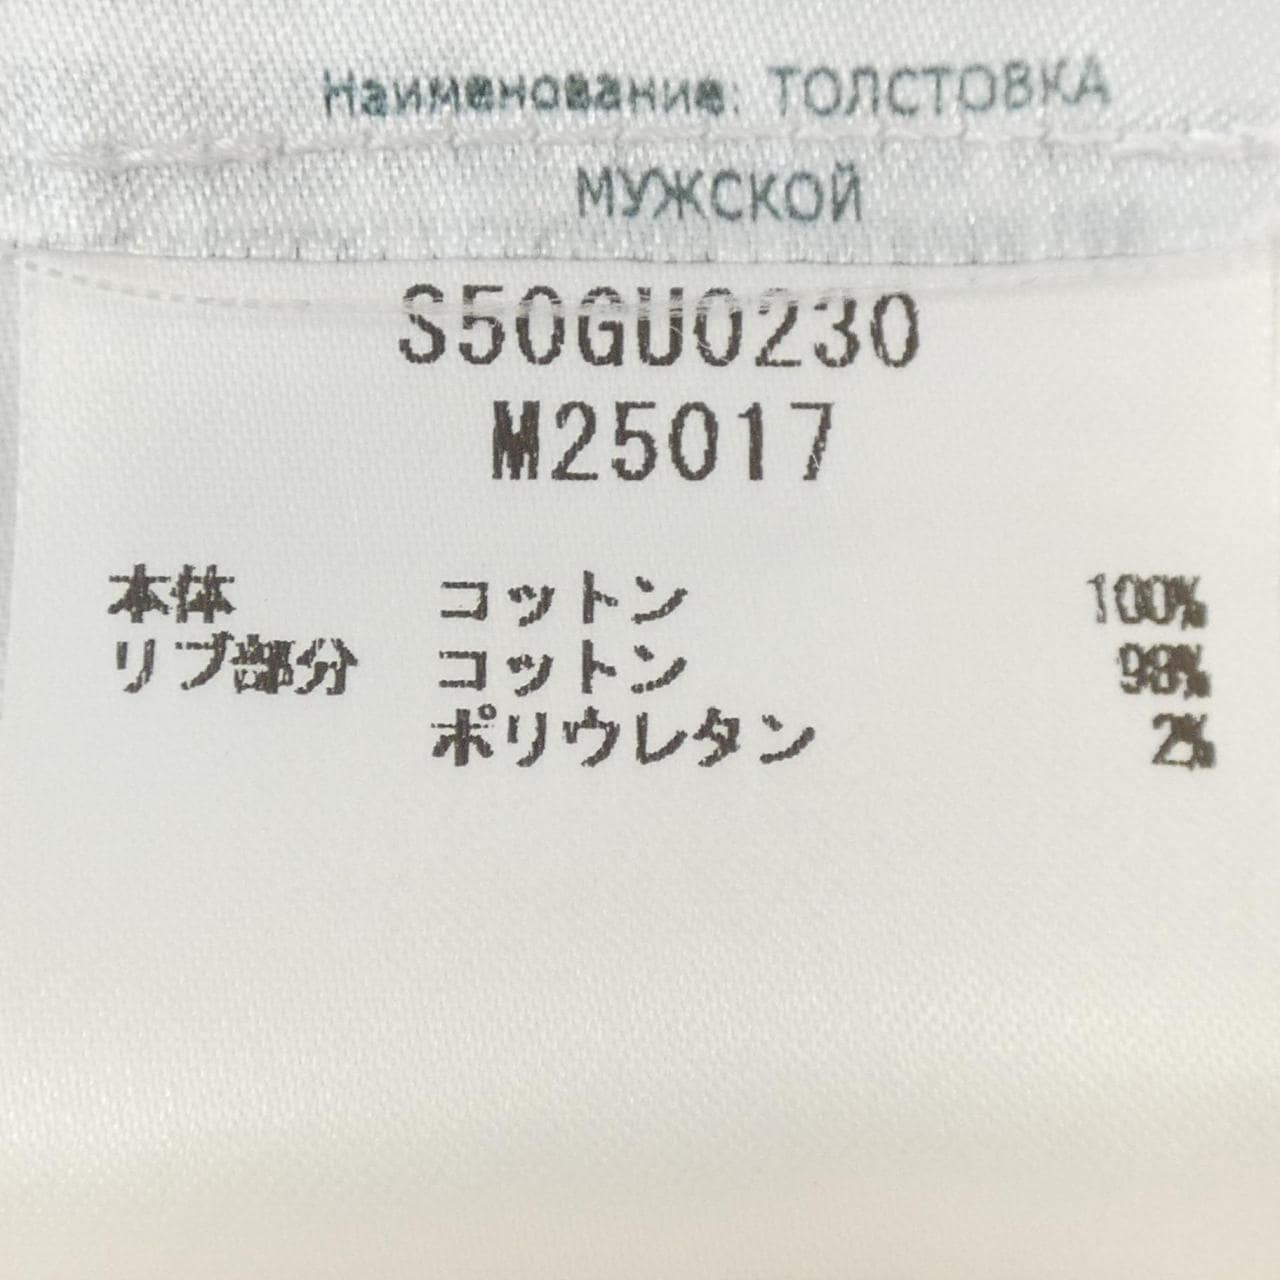 Наименование: ТОЛСТОВКА
МУЖСКОЙ
S50GU0230
M25017
本体 コットン 100%
リブ部分 コットン 98%
ポリウレタン 2%